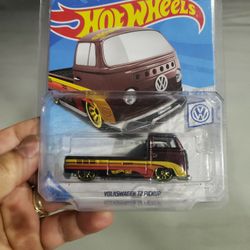 HOT WHEELS
VOLKSWAGEN T2 PICKUP